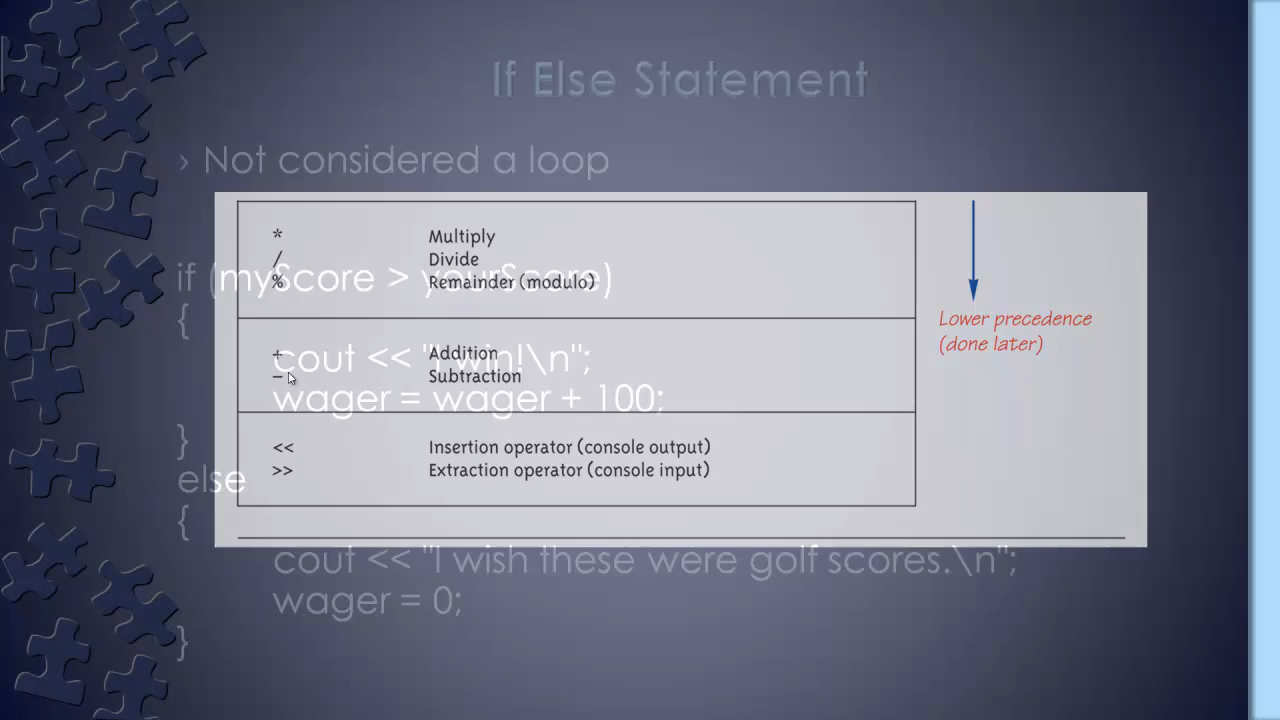 If Else Statement
› Not considered a loop
* Multiply
/ Divide
% Remainder (modulo)
+ Addition
– Subtraction
<< Insertion operator (console output)
>> Extraction operator (console input)
Lower precedence
(done later)
if (myScore > yourScore)
{
cout << "I win!\n";
wager = wager + 100;
}
else
{
cout << "I wish these were golf scores.\n";
wager = 0;
}